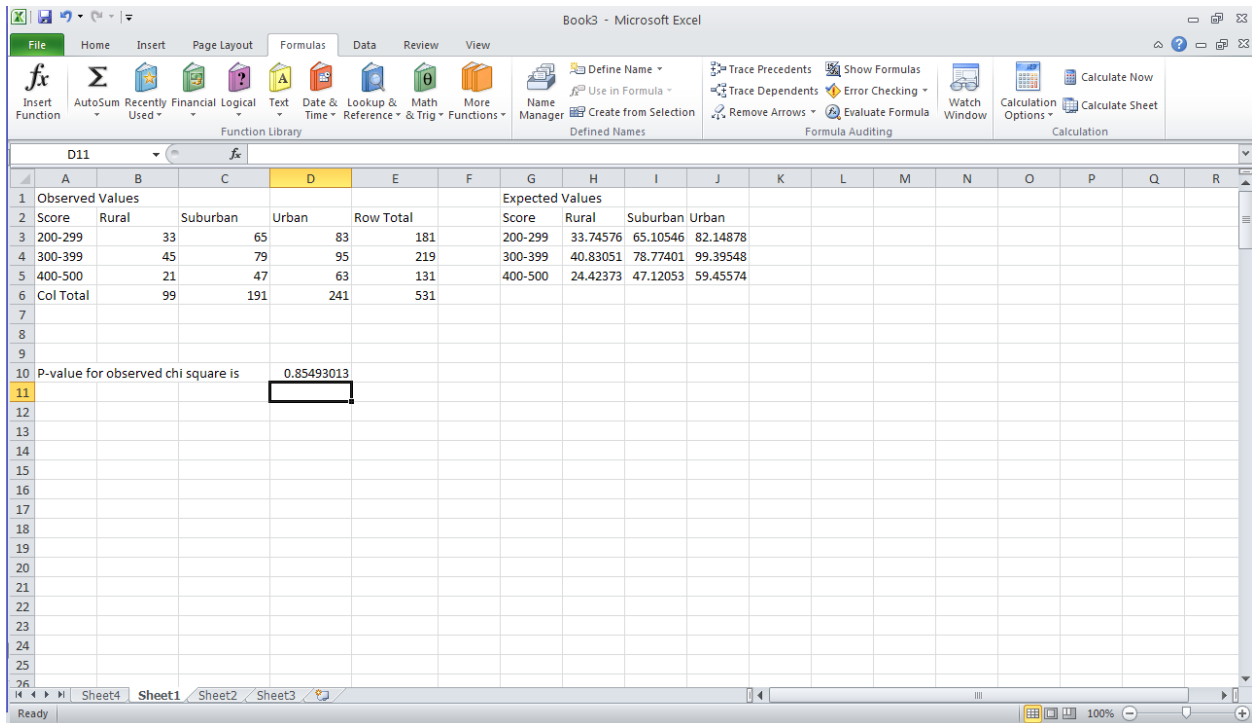 Book3 - Microsoft Excel
File Home Insert Page Layout Formulas Data Review View
fx Insert Function
Σ AutoSum
Recently Used
Financial
Logical
A Text
Date & Time
Lookup & Reference
θ Math & Trig
More Functions
Function Library
Name Manager
Define Name
Use in Formula
Create from Selection
Defined Names
Trace Precedents
Trace Dependents
Remove Arrows
Show Formulas
Error Checking
Evaluate Formula
Watch Window
Formula Auditing
Calculation Options
Calculate Now
Calculate Sheet
Calculation
D11 fx
A B C D E F G H I J K L M N O P Q R
1 Observed Values Expected Values
2 Score Rural Suburban Urban Row Total Score Rural Suburban Urban
3 200-299 33 65 83 181 200-299 33.74576 65.10546 82.14878
4 300-399 45 79 95 219 300-399 40.83051 78.77401 99.39548
5 400-500 21 47 63 131 400-500 24.42373 47.12053 59.45574
6 Col Total 99 191 241 531
7
8
9
10 P-value for observed chi square is 0.85493013
11
12
13
14
15
16
17
18
19
20
21
22
23
24
25
26
Sheet4 Sheet1 Sheet2 Sheet3
Ready 100%